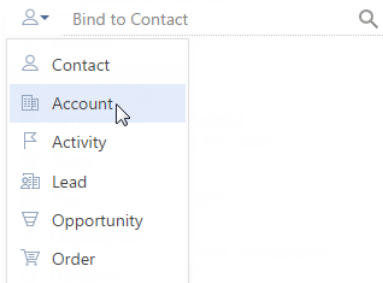 Bind to Contact
Contact
Account
Activity
Lead
Opportunity
Order